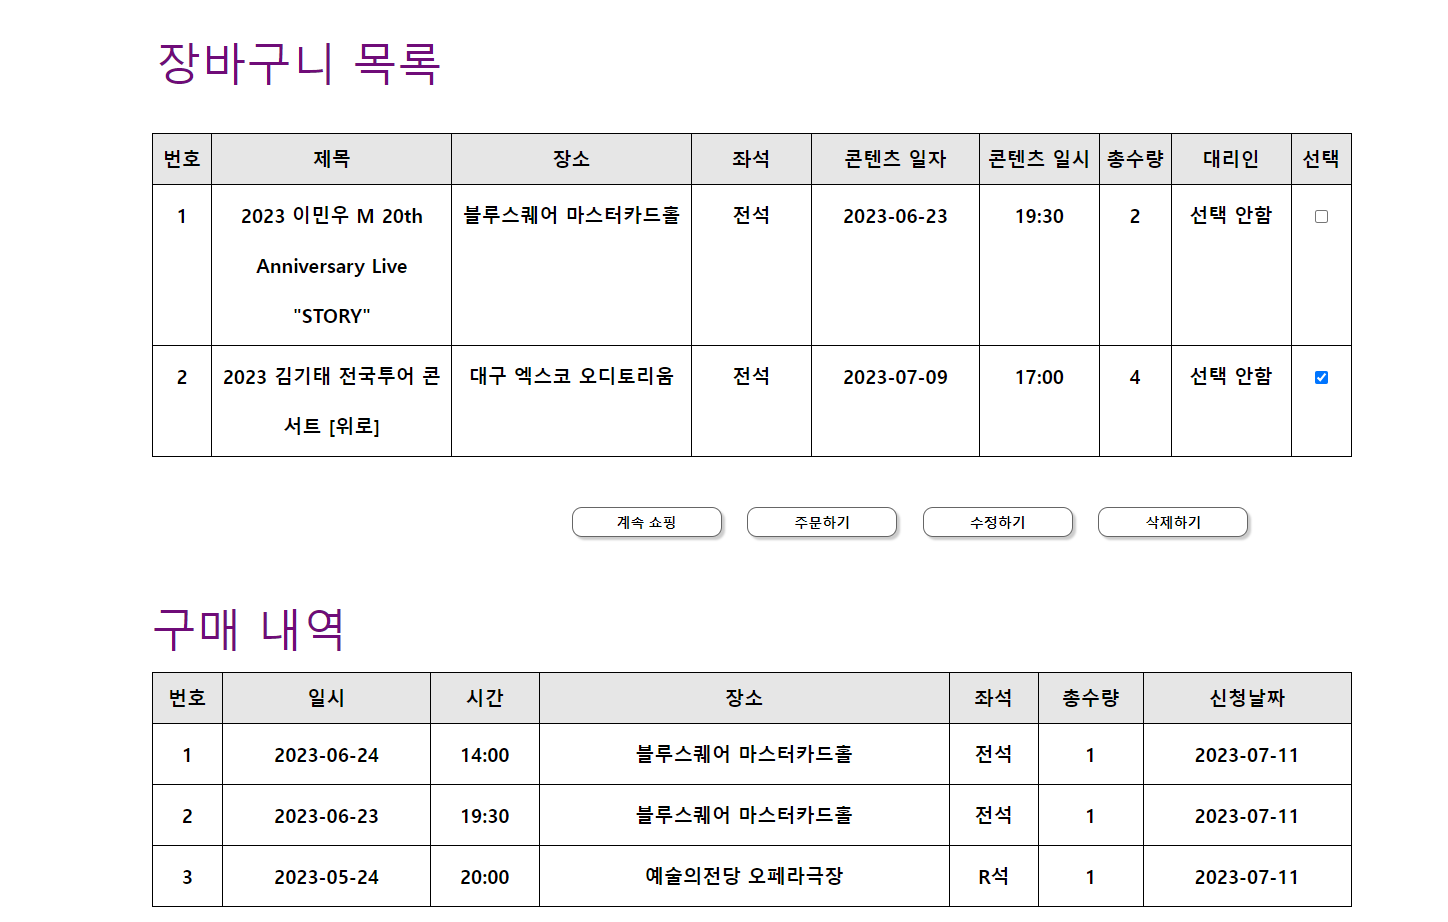 장바구니 목록
번호 제목 장소 좌석 콘텐츠 일자 콘텐츠 일시 총수량 대리인 선택
1 2023 이민우 M 20th 블루스퀘어 마스터카드홀 전석 2023-06-23 19:30 2 선택 안함
Anniversary Live
"STORY"
2 2023 김기태 전국투어 콘 대구 엑스코 오디토리움 전석 2023-07-09 17:00 4 선택 안함
서트 [위로]
계속 쇼핑 주문하기 수정하기 삭제하기
구매 내역
번호 일시 시간 장소 좌석 총수량 신청날짜
1 2023-06-24 14:00 블루스퀘어 마스터카드홀 전석 1 2023-07-11
2 2023-06-23 19:30 블루스퀘어 마스터카드홀 전석 1 2023-07-11
3 2023-05-24 20:00 예술의전당 오페라극장 R석 1 2023-07-11